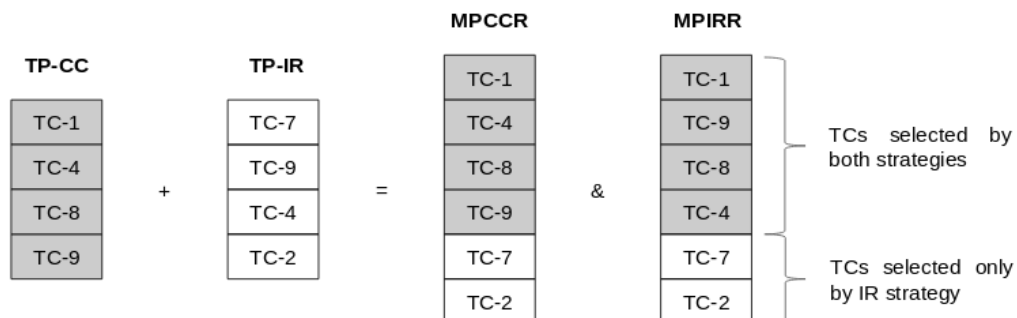 MPCCR
MPIRR
TP-CC
TP-IR
TC-1
TC-4
TC-8
TC-9
+
TC-7
TC-9
TC-4
TC-2
=
TC-1
TC-4
TC-8
TC-9
TC-7
TC-2
&
TC-1
TC-9
TC-8
TC-4
TC-7
TC-2
TCs selected by
both strategies
TCs selected only
by IR strategy